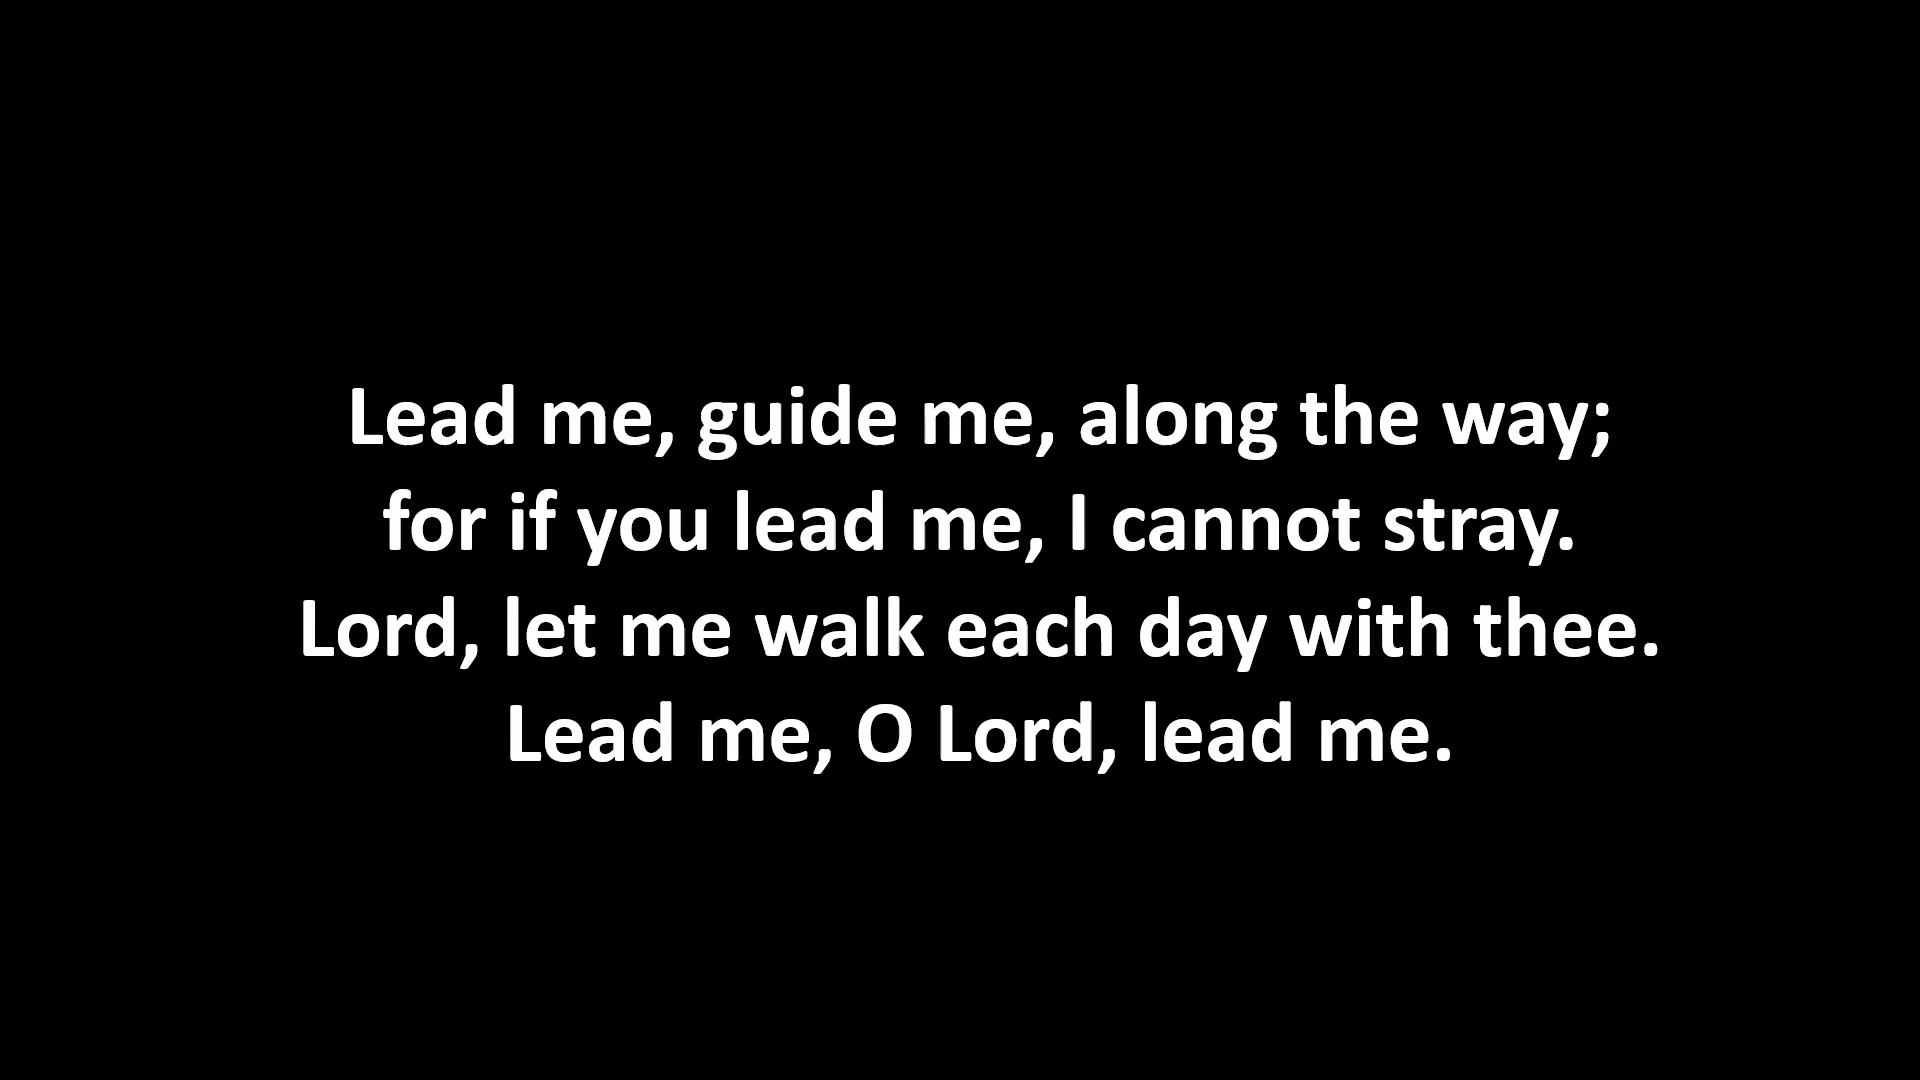 Lead me, guide me, along the way;
for if you lead me, I cannot stray.
Lord, let me walk each day with thee.
Lead me, O Lord, lead me.